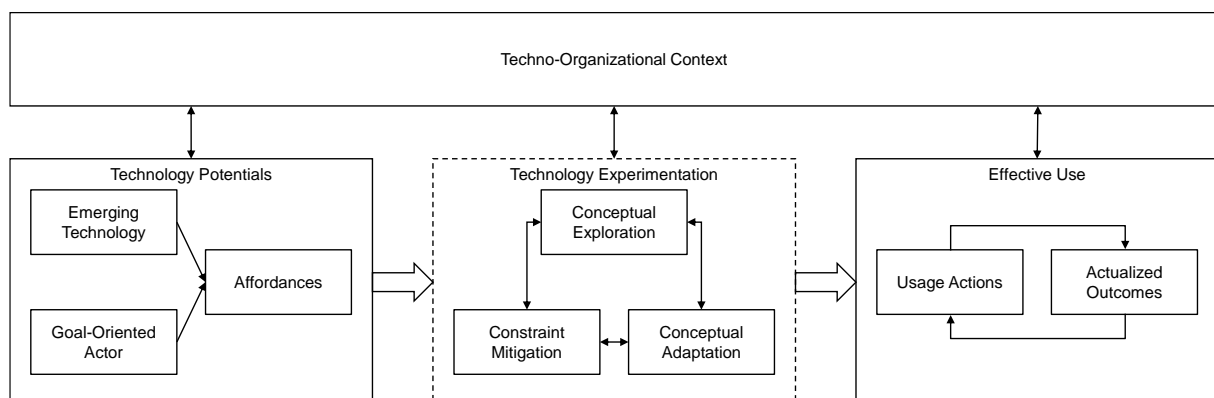 Techno-Organizational Context
Technology Potentials
Emerging
Technology
Goal-Oriented
Actor
Affordances
Technology Experimentation
Conceptual
Exploration
Constraint
Mitigation
Conceptual
Adaptation
Effective Use
Usage Actions
Actualized
Outcomes